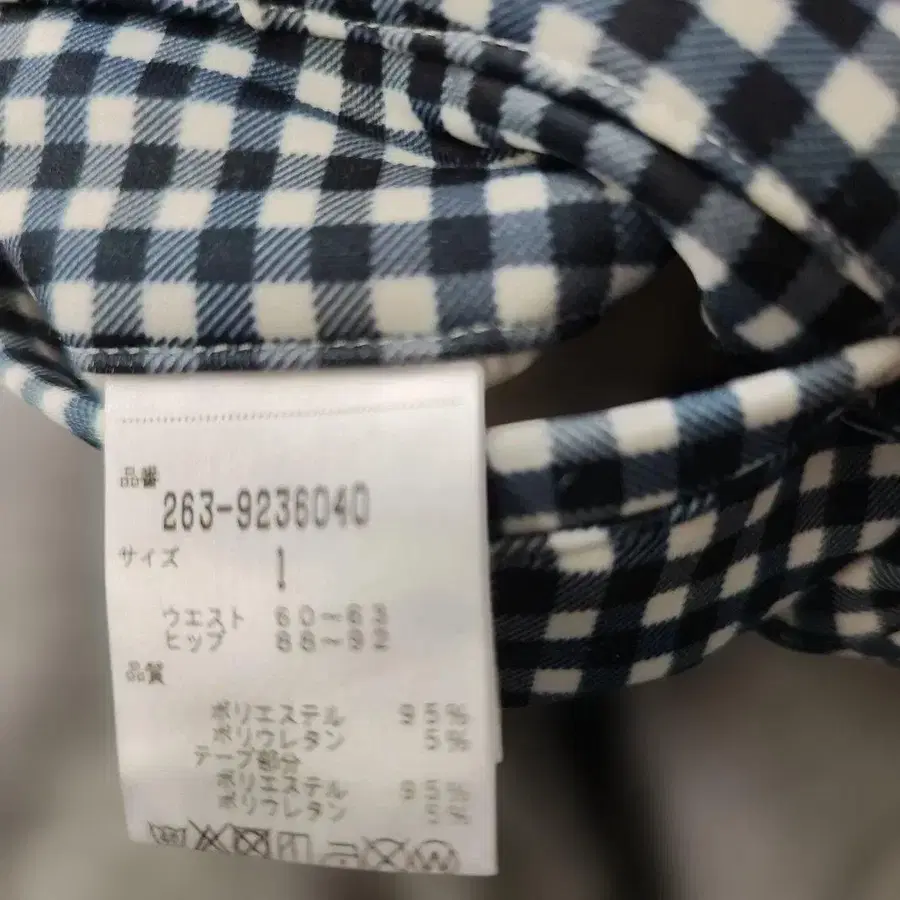 品番
263-9236040
サイズ
1
ウエスト 60～63
ヒップ 86～92
品質
ポリエステル 95%
ポリウレタン 5%
テープ部分
ポリエステル 95%
ポリウレタン 5%